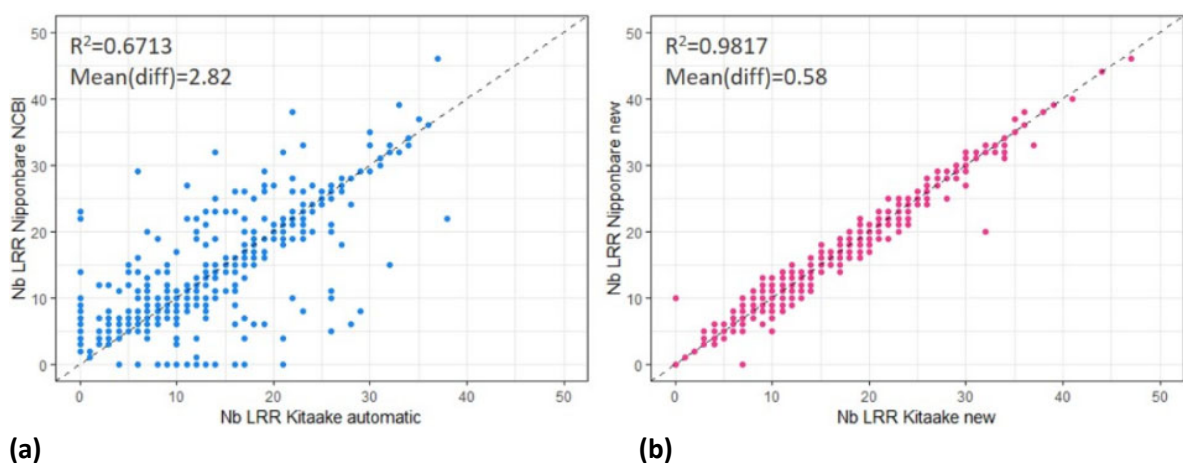 R²=0.6713
Mean(diff)=2.82
50
40
30
20
10
0
Nb LRR Nipponbare NCBI
0 10 20 30 40 50
Nb LRR Kitaake automatic
(a)
R²=0.9817
Mean(diff)=0.58
50
40
30
20
10
0
Nb LRR Nipponbare new
0 10 20 30 40 50
Nb LRR Kitaake new
(b)